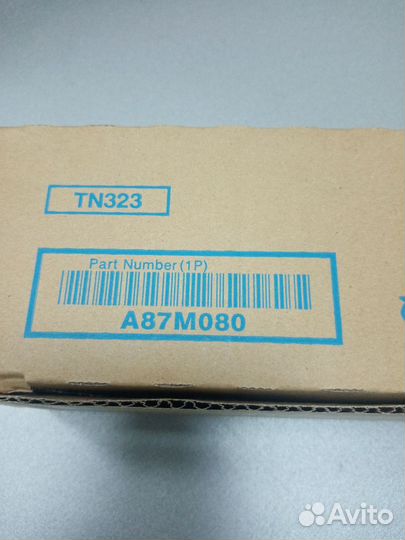 TN323
Part Number (1P)
A87M080
Avito